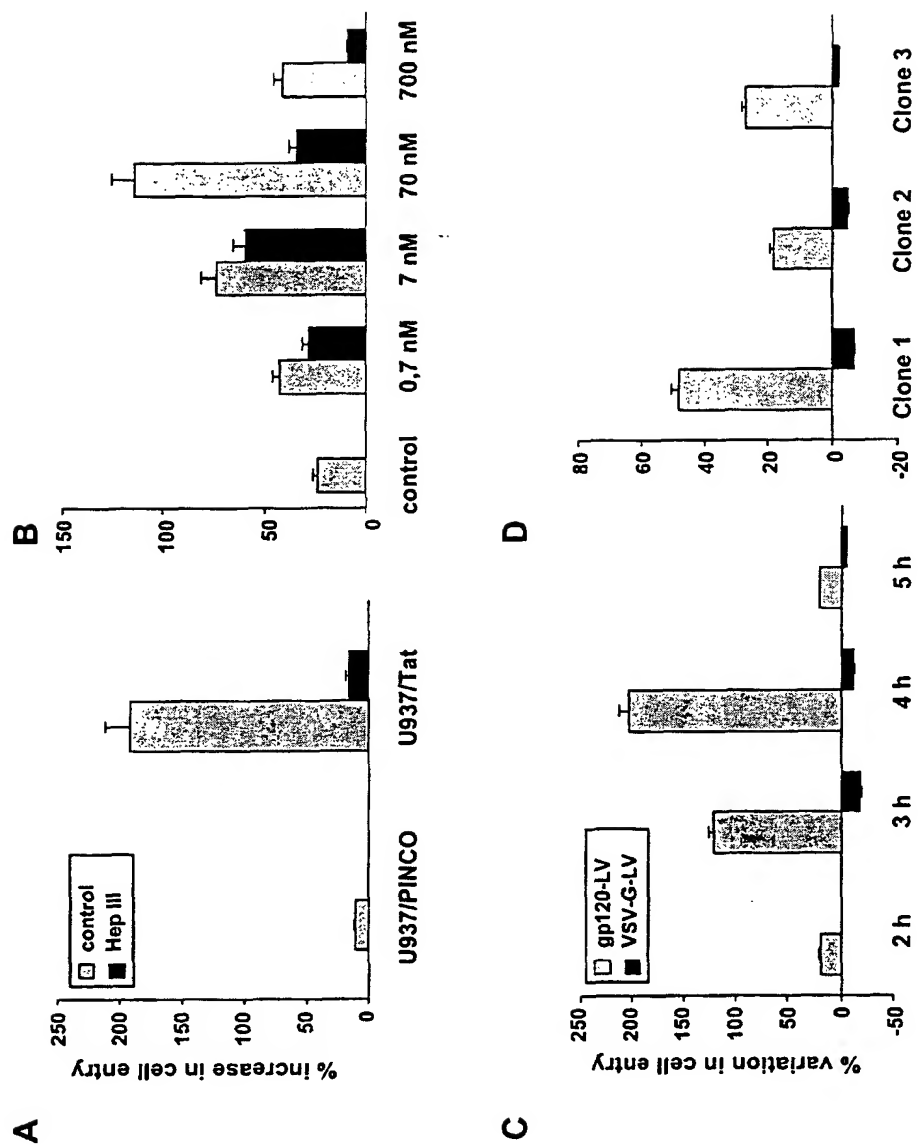 A
% increase in cell entry
250
200
150
100
50
0
control
Hep III
U937/PINCO
U937/Tat
B
150
100
50
0
control
0,7 nM
7 nM
70 nM
700 nM
C
% variation in cell entry
250
200
150
100
50
0
-50
gp120-LV
VSV-G-LV
2 h
3 h
4 h
5 h
D
80
60
40
20
0
-20
Clone 1
Clone 2
Clone 3